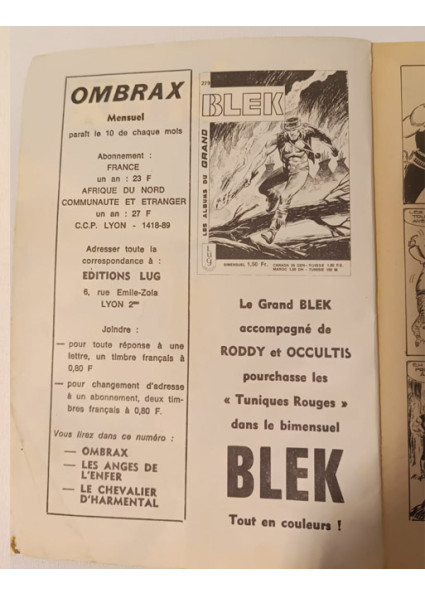 OMBRAX
Mensuel
paraît le 10 de chaque mois
Abonnement :
FRANCE
un an : 23 F
AFRIQUE DU NORD
COMMUNAUTE ET ETRANGER
un an : 27 F
C.C.P. LYON - 1418-89
Adresser toute la
correspondance à :
EDITIONS LUG
6, rue Emile-Zola
LYON 2me
Joindre :
— pour toute réponse à une
lettre, un timbre français à
0,80 F
— pour changement d'adresse
à un abonnement, deux tim-
bres français à 0,80 F.
Vous lirez dans ce numéro :
— OMBRAX
— LES ANGES DE
L'ENFER
— LE CHEVALIER
D'HARMENTAL
BLEK
LES ALBUMS DU GRAND
LUG
BIMENSUEL 1,50 Fr.
Le Grand BLEK
accompagné de
RODDY et OCCULTIS
pourchasse les
« Tuniques Rouges »
dans le bimensuel
BLEK
Tout en couleurs !